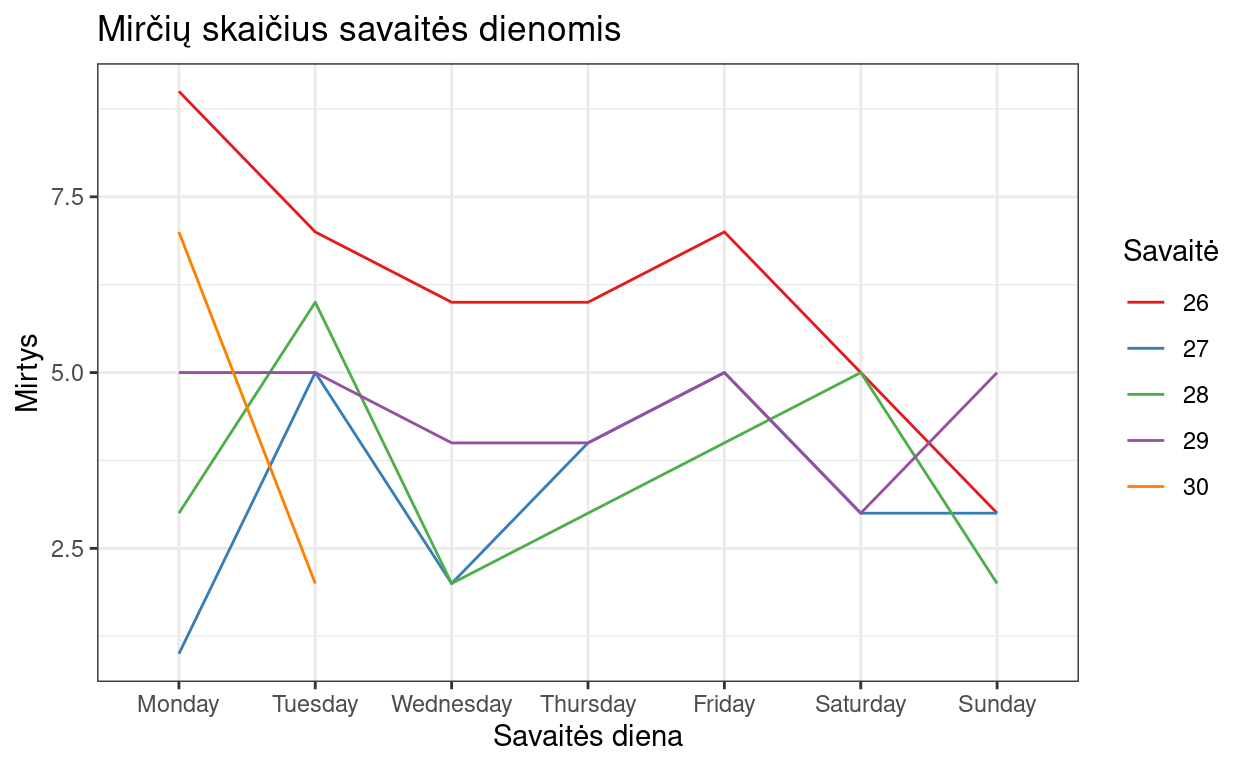 Mirčių skaičius savaitės dienomis
Mirtys
7.5
5.0
2.5
Monday Tuesday Wednesday Thursday Friday Saturday Sunday
Savaitės diena
Savaitė
26
27
28
29
30